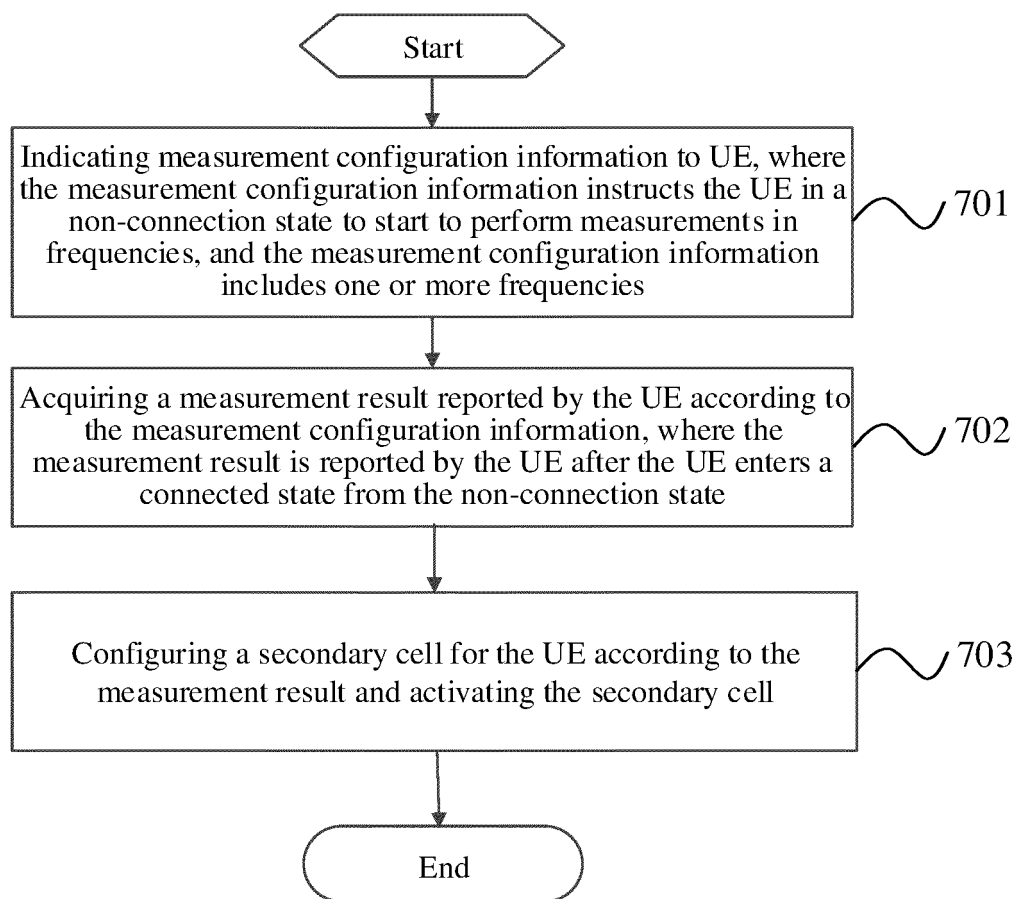 Start
Indicating measurement configuration information to UE, where
the measurement configuration information instructs the UE in a
non-connection state to start to perform measurements in
frequencies, and the measurement configuration information
includes one or more frequencies
701
Acquiring a measurement result reported by the UE according to
the measurement configuration information, where the
measurement result is reported by the UE after the UE enters a
connected state from the non-connection state
702
Configuring a secondary cell for the UE according to the
measurement result and activating the secondary cell
703
End